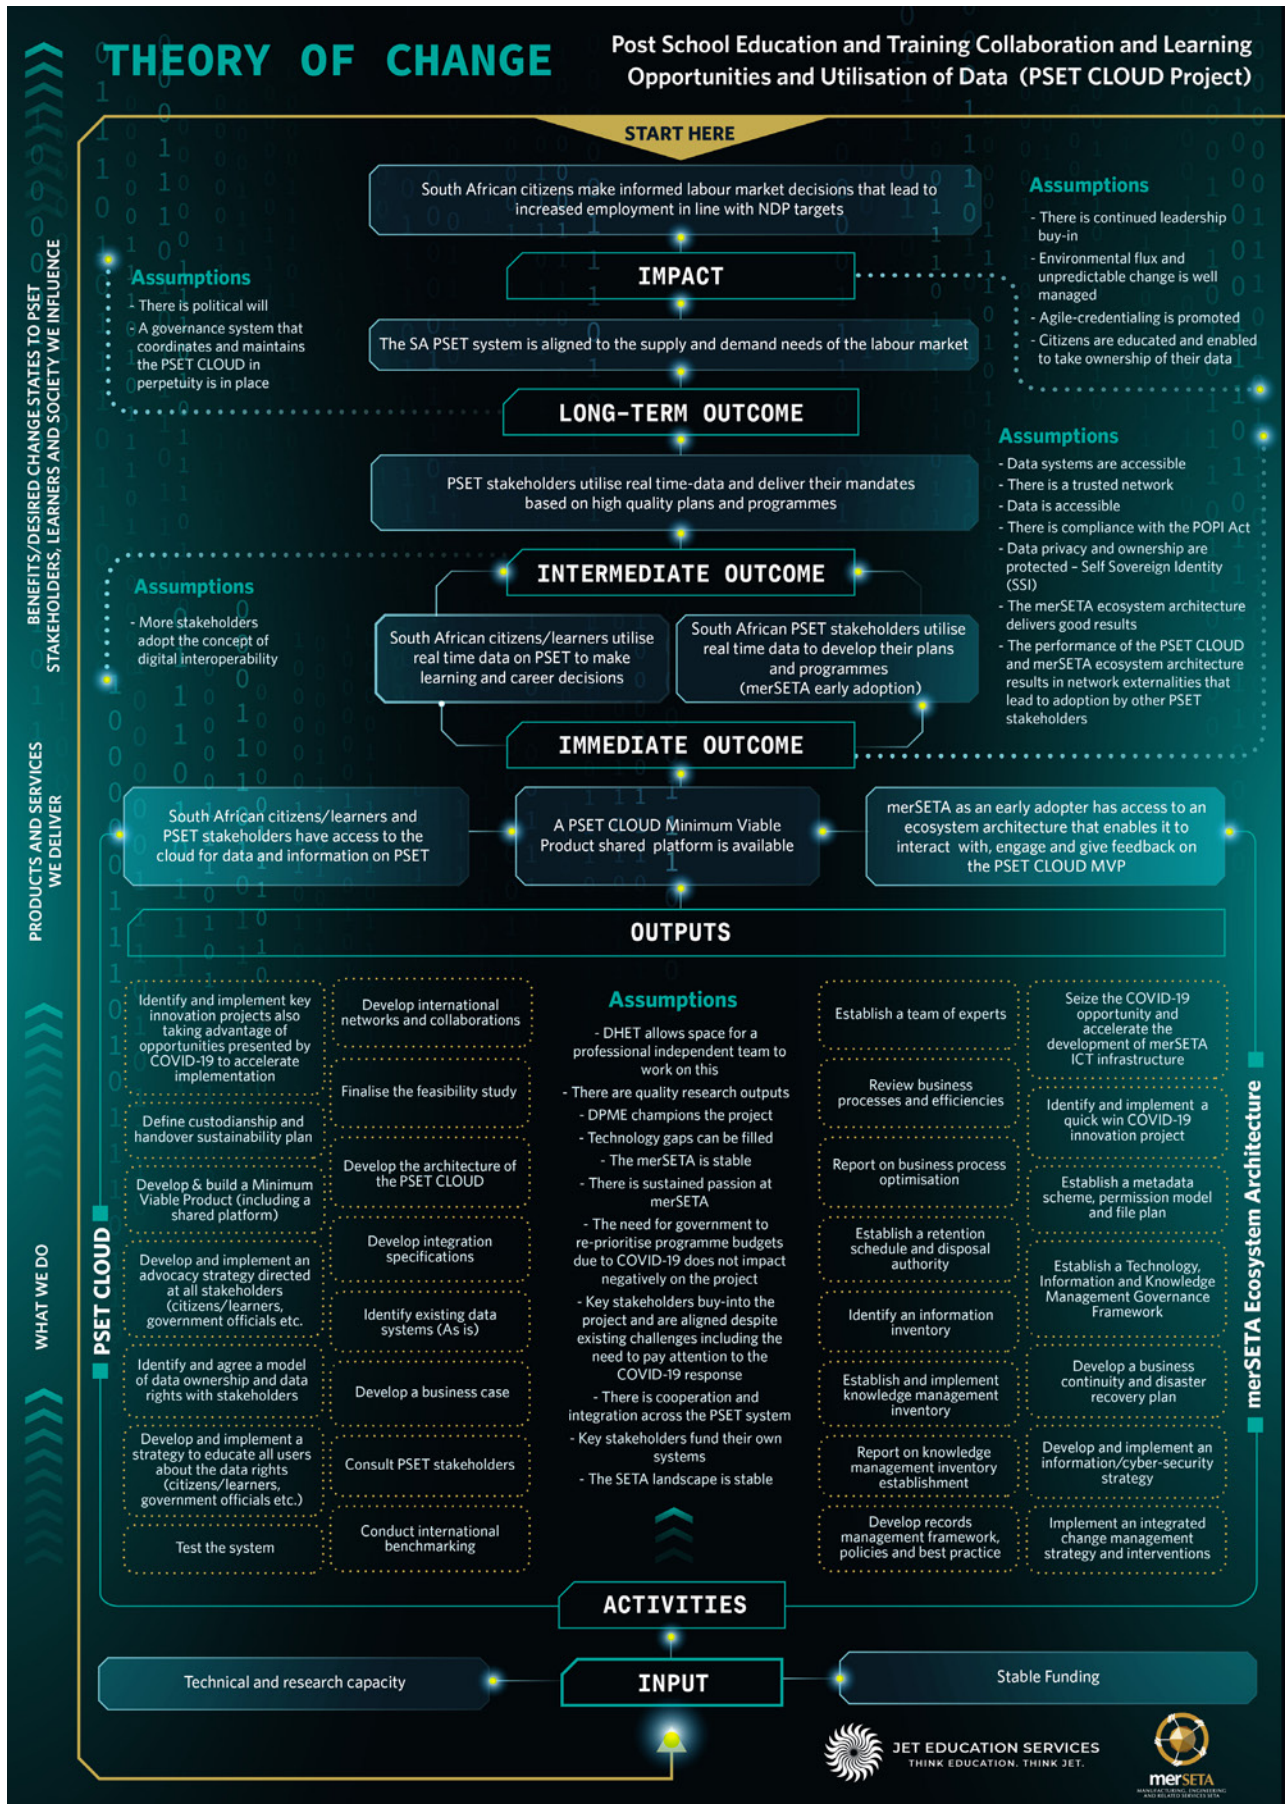 THEORY OF CHANGE
Post School Education and Training Collaboration and Learning
Opportunities and Utilisation of Data (PSET CLOUD Project)
START HERE
South African citizens make informed labour market decisions that lead to
increased employment in line with NDP targets
IMPACT
Assumptions
- There is continued leadership
buy-in
- Environmental flux and
unpredictable change is well
managed
- Agile-credentialing is promoted
- Citizens are educated and enabled
to take ownership of their data
Assumptions
- There is political will
- A governance system that
coordinates and maintains
the PSET CLOUD in
perpetuity is in place
The SA PSET system is aligned to the supply and demand needs of the labour market
LONG-TERM OUTCOME
PSET stakeholders utilise real time-data and deliver their mandates
based on high quality plans and programmes
Assumptions
- Data systems are accessible
- There is a trusted network
- Data is accessible
- There is compliance with the POPI Act
- Data privacy and ownership are
protected – Self Sovereign Identity
(SSI)
- The merSETA ecosystem architecture
delivers good results
- The performance of the PSET CLOUD
and merSETA ecosystem architecture
results in network externalities that
lead to adoption by other PSET
stakeholders
INTERMEDIATE OUTCOME
Assumptions
- More stakeholders
adopt the concept of
digital interoperability
South African citizens/learners utilise
real time data on PSET to make
learning and career decisions
South African PSET stakeholders utilise
real time data to develop their plans
and programmes
(merSETA early adoption)
IMMEDIATE OUTCOME
South African citizens/learners and
PSET stakeholders have access to the
cloud for data and information on PSET
A PSET CLOUD Minimum Viable
Product shared platform is available
merSETA as an early adopter has access to an
ecosystem architecture that enables it to
interact with, engage and give feedback on
the PSET CLOUD MVP
OUTPUTS
BENEFITS/DESIRED CHANGE STATES TO PSET
STAKEHOLDERS, LEARNERS AND SOCIETY WE INFLUENCE
PRODUCTS AND SERVICES
WE DELIVER
WHAT WE DO
PSET CLOUD
Identify and implement key
innovation projects also
taking advantage of
opportunities presented by
COVID-19 to accelerate
implementation
Define custodianship and
handover sustainability plan
Develop & build a Minimum
Viable Product (including a
shared platform)
Develop and implement an
advocacy strategy directed
at all stakeholders
(citizens/learners,
government officials etc.
Identify and agree a model
of data ownership and data
rights with stakeholders
Develop and implement a
strategy to educate all users
about the data rights
(citizens/learners,
government officials etc.)
Test the system
Develop international
networks and collaborations
Finalise the feasibility study
Develop the architecture of
the PSET CLOUD
Develop integration
specifications
Identify existing data
systems (As is)
Develop a business case
Consult PSET stakeholders
Conduct international
benchmarking
Assumptions
- DHET allows space for a
professional independent team to
work on this
- There are quality research outputs
- DPME champions the project
- Technology gaps can be filled
- The merSETA is stable
- There is sustained passion at
merSETA
- The need for government to
re-prioritise programme budgets
due to COVID-19 does not impact
negatively on the project
- Key stakeholders buy-into the
project and are aligned despite
existing challenges including the
need to pay attention to the
COVID-19 response
- There is cooperation and
integration across the PSET system
- Key stakeholders fund their own
systems
- The SETA landscape is stable
Establish a team of experts
Review business
processes and efficiencies
Report on business process
optimisation
Establish a retention
schedule and disposal
authority
Identify an information
inventory
Establish and implement
knowledge management
inventory
Report on knowledge
management inventory
establishment
Develop records
management framework,
policies and best practice
Seize the COVID-19
opportunity and
accelerate the
development of merSETA
ICT infrastructure
Identify and implement a
quick win COVID-19
innovation project
Establish a metadata
scheme, permission model
and file plan
Establish a Technology,
Information and Knowledge
Management Governance
Framework
Develop a business
continuity and disaster
recovery plan
Develop and implement an
information/cyber-security
strategy
Implement an integrated
change management
strategy and interventions
merSETA Ecosystem Architecture
ACTIVITIES
Technical and research capacity
INPUT
Stable Funding
JET EDUCATION SERVICES
THINK EDUCATION. THINK JET.
merSETA
MANUFACTURING, ENGINEERING
AND RELATED SERVICES SETA